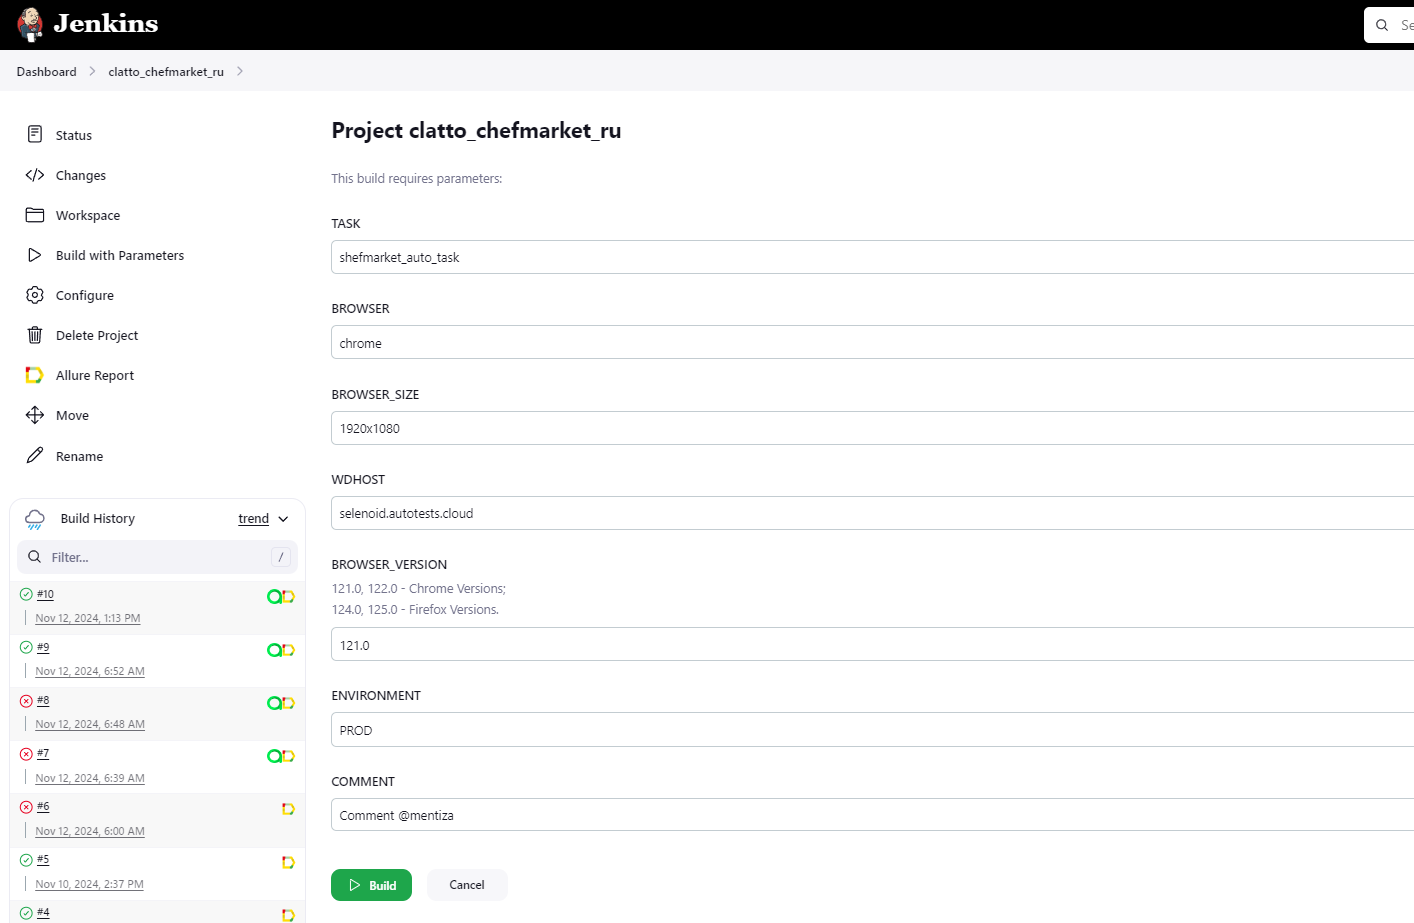 Jenkins
Se
Dashboard
clatto_chefmarket_ru
Status
Changes
Workspace
Build with Parameters
Configure
Delete Project
Allure Report
Move
Rename
Build History
trend
Filter...
/
#10
Nov 12, 2024, 1:13 PM
#9
Nov 12, 2024, 6:52 AM
#8
Nov 12, 2024, 6:48 AM
#7
Nov 12, 2024, 6:39 AM
#6
Nov 12, 2024, 6:00 AM
#5
Nov 10, 2024, 2:37 PM
#4
Project clatto_chefmarket_ru
This build requires parameters:
TASK
shefmarket_auto_task
BROWSER
chrome
BROWSER_SIZE
1920x1080
WDHOST
selenoid.autotests.cloud
BROWSER_VERSION
121.0, 122.0 - Chrome Versions;
124.0, 125.0 - Firefox Versions.
121.0
ENVIRONMENT
PROD
COMMENT
Comment @mentiza
Build
Cancel